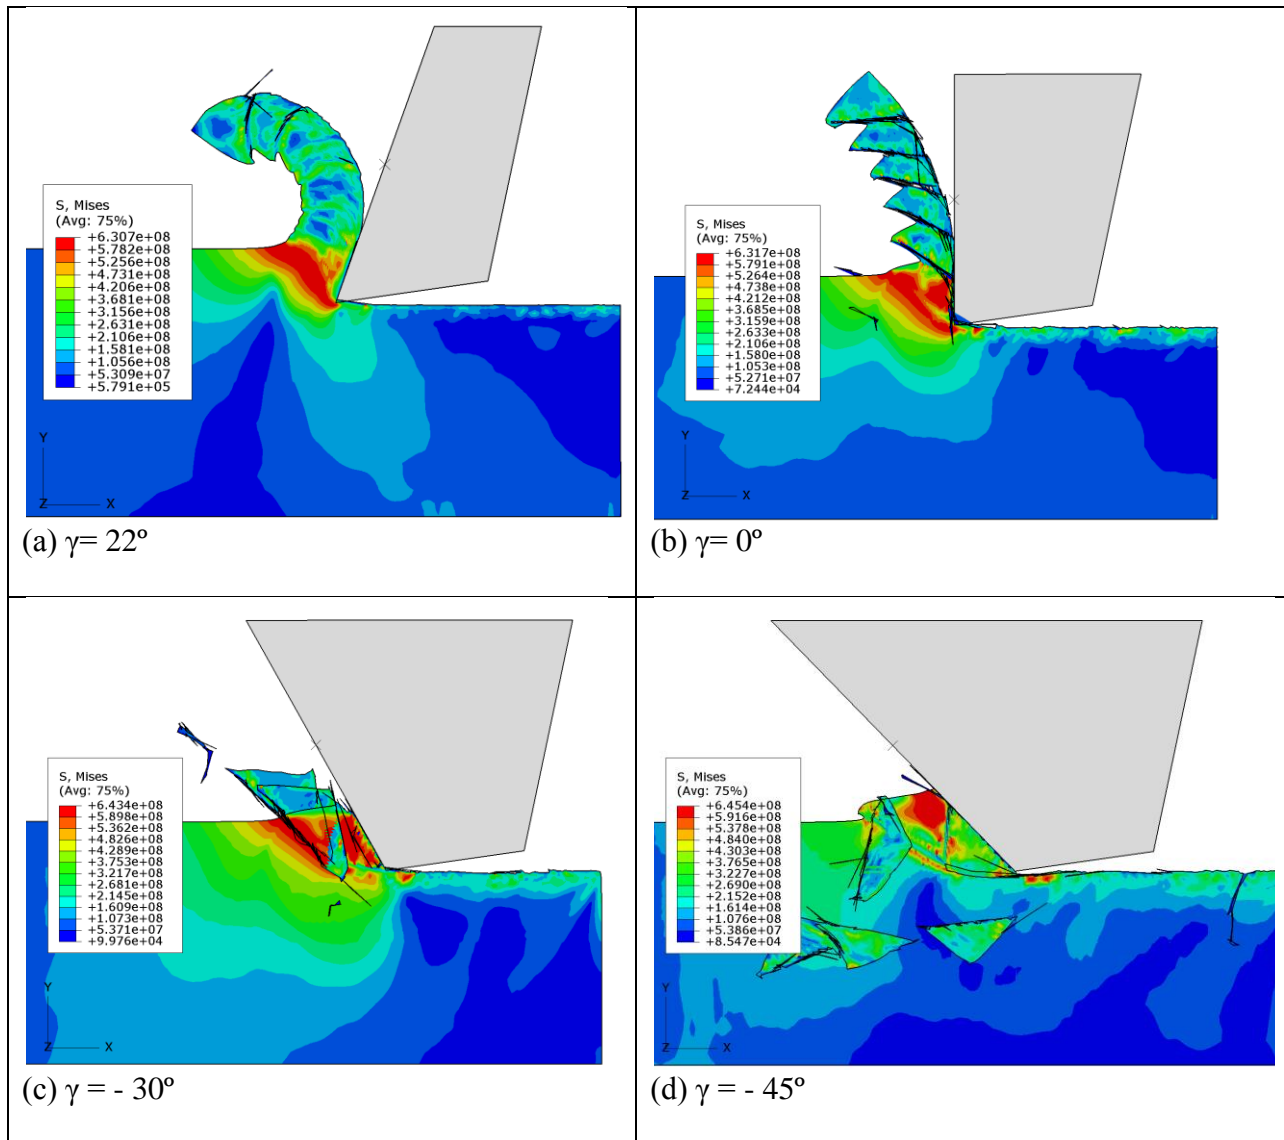 S, Mises
(Avg: 75%)
+6.307e+08
+5.782e+08
+5.256e+08
+4.731e+08
+4.206e+08
+3.681e+08
+3.156e+08
+2.631e+08
+2.106e+08
+1.581e+08
+1.056e+08
+5.309e+07
+5.791e+05
Y
Z X
(a) γ= 22º
S, Mises
(Avg: 75%)
+6.317e+08
+5.791e+08
+5.264e+08
+4.738e+08
+4.212e+08
+3.685e+08
+3.159e+08
+2.633e+08
+2.106e+08
+1.580e+08
+1.053e+08
+5.271e+07
+7.244e+04
Y
Z X
(b) γ= 0º
S, Mises
(Avg: 75%)
+6.434e+08
+5.898e+08
+5.362e+08
+4.826e+08
+4.289e+08
+3.753e+08
+3.217e+08
+2.681e+08
+2.145e+08
+1.609e+08
+1.073e+08
+5.371e+07
+9.976e+04
Y
Z X
(c) γ = - 30º
S, Mises
(Avg: 75%)
+6.454e+08
+5.916e+08
+5.378e+08
+4.840e+08
+4.303e+08
+3.765e+08
+3.227e+08
+2.690e+08
+2.152e+08
+1.614e+08
+1.076e+08
+5.386e+07
+8.547e+04
Y
Z X
(d) γ = - 45º